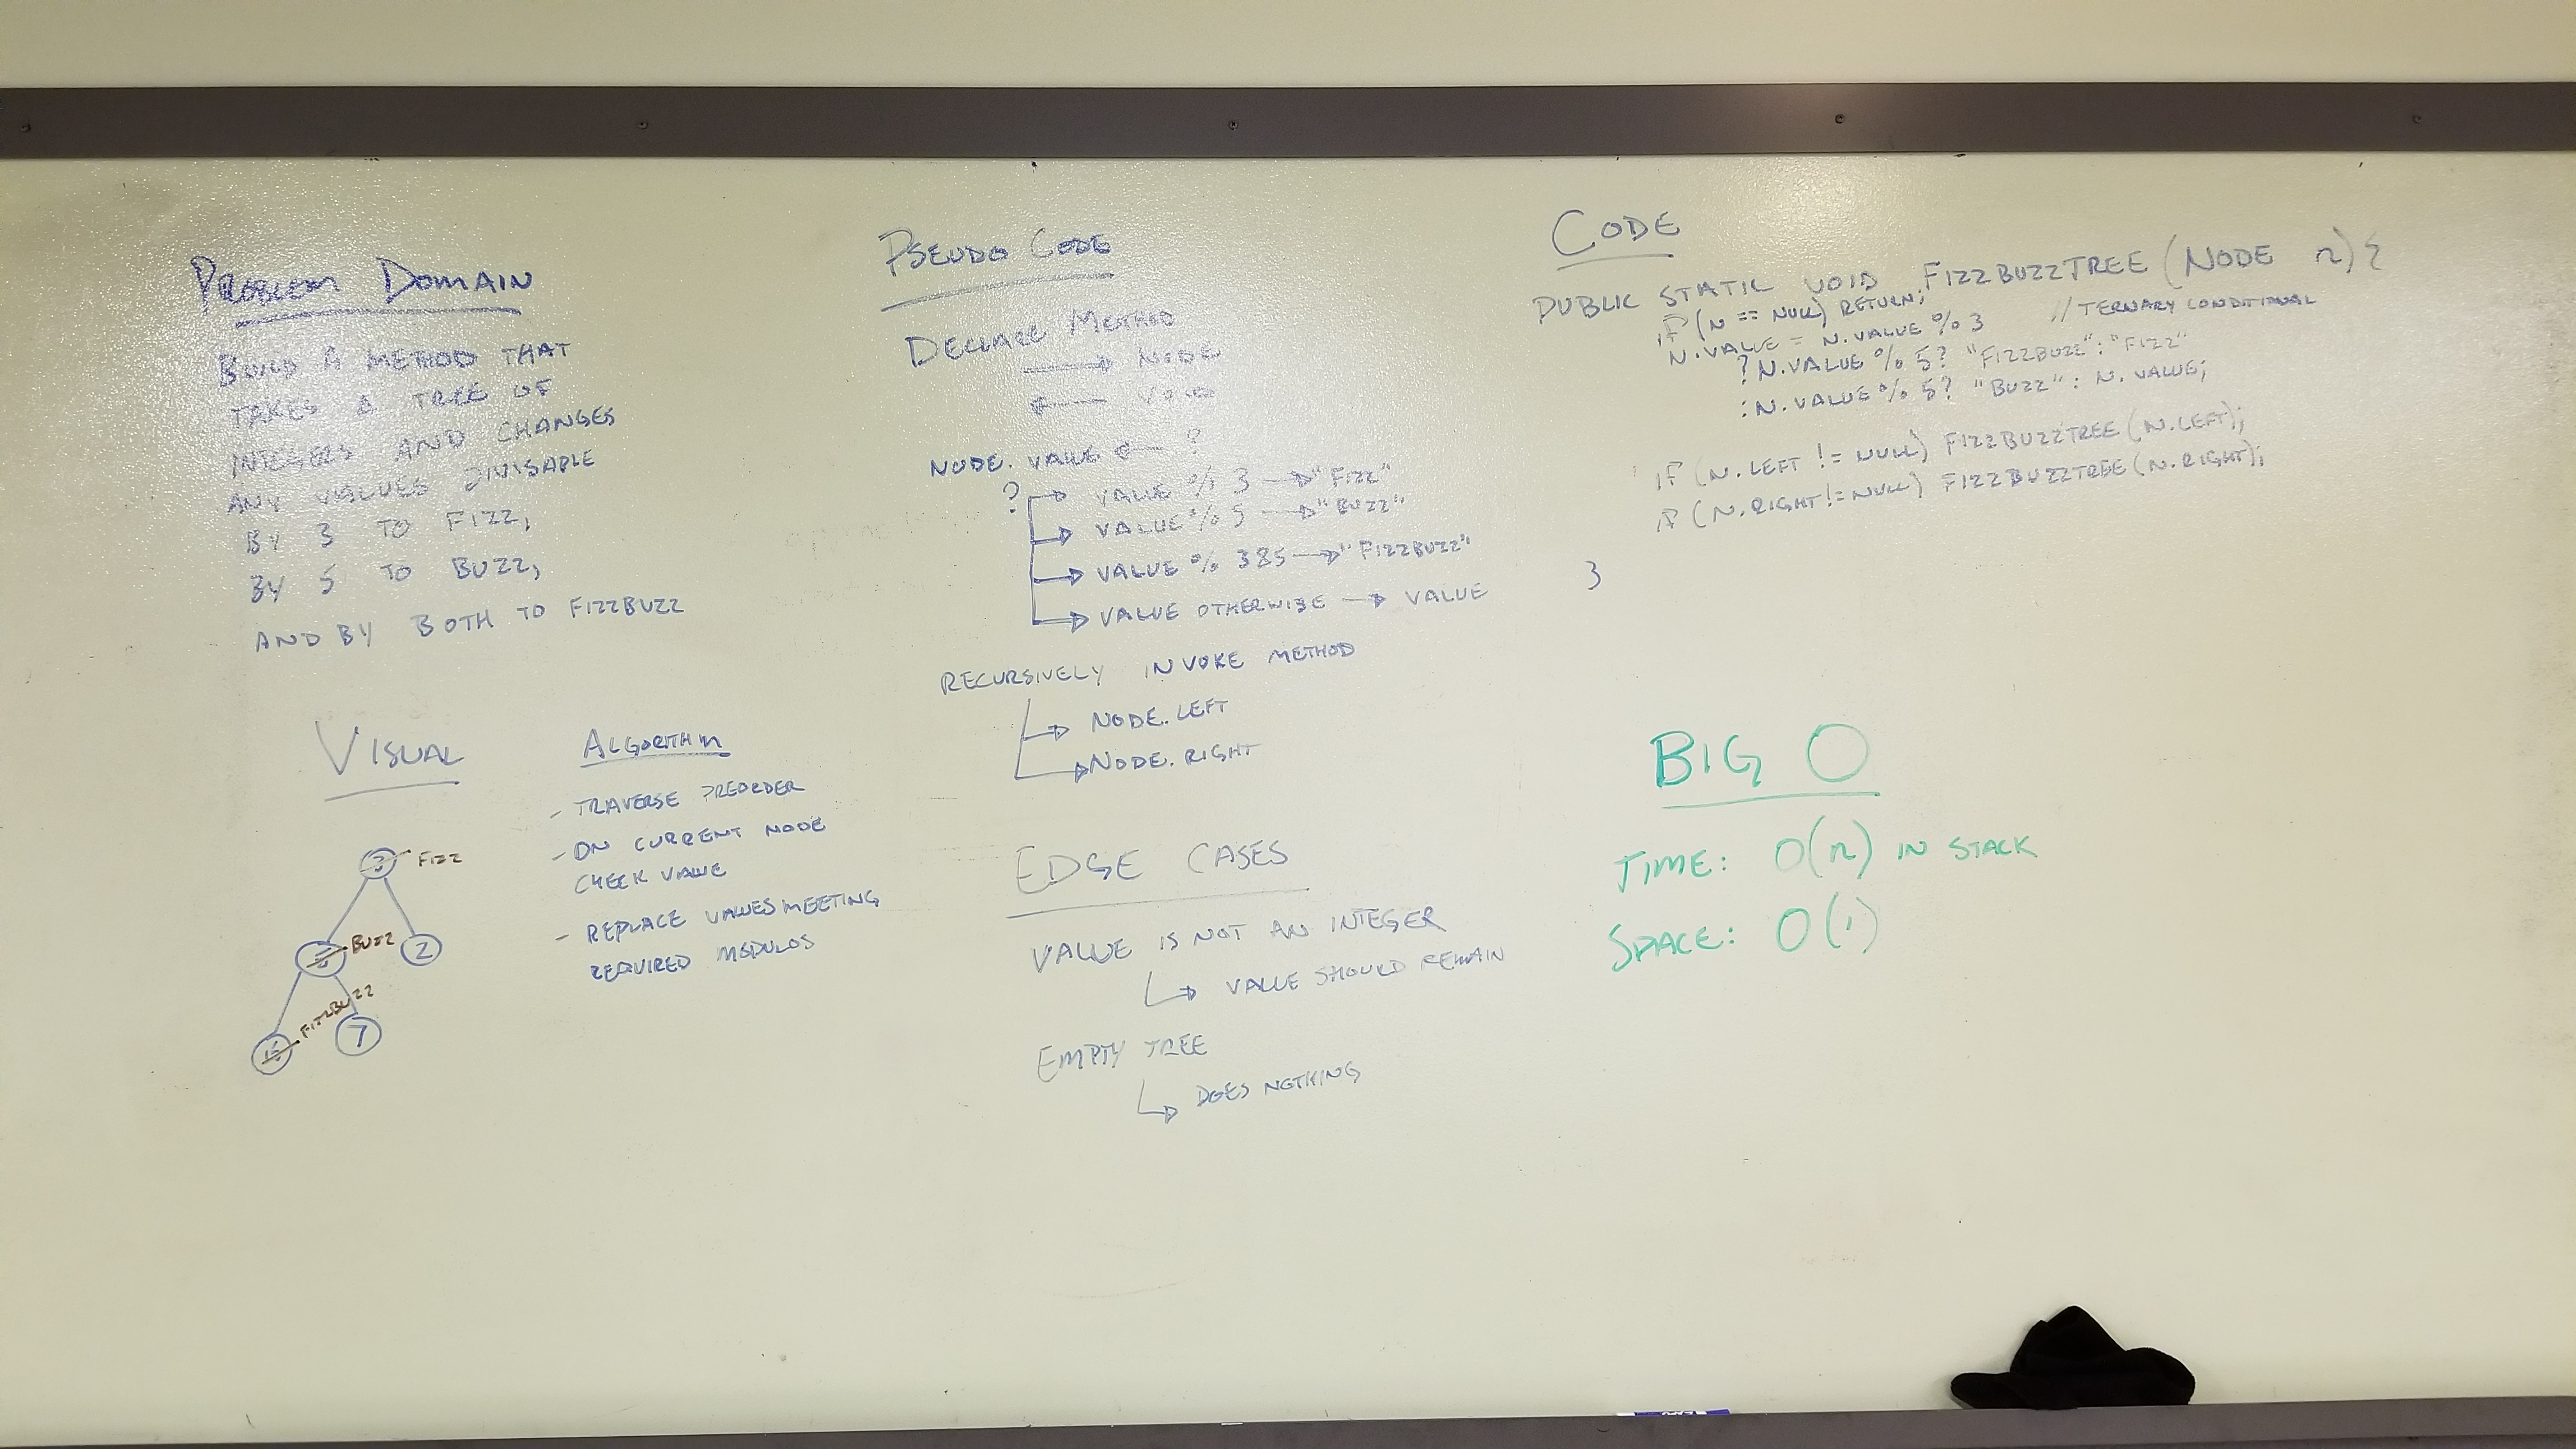 PROBLEM DOMAIN
BUILD A METHOD THAT
TAKES A TREE OF
INTEGERS AND CHANGES
ANY VALUES DIVISABLE
BY 3 TO FIZZ,
BY 5 TO BUZZ,
AND BY BOTH TO FIZZBUZZ
VISUAL
3 FIZZ
BUZZ 2
FIZZBUZZ
15 7
ALGORITHM
- TRAVERSE PREORDER
- ON CURRENT NODE
CHECK VALUE
- REPLACE VALUES MEETING
REQUIRED MODULOS
PSEUDO CODE
DECLARE METHOD
→ NODE
← VOID
NODE.VALUE ← ?
? → VALUE % 3 → "FIZZ"
→ VALUE % 5 → "BUZZ"
→ VALUE % 3&5 → "FIZZBUZZ"
→ VALUE OTHERWISE → VALUE
RECURSIVELY INVOKE METHOD
→ NODE.LEFT
→ NODE.RIGHT
EDGE CASES
VALUE IS NOT AN INTEGER
→ VALUE SHOULD REMAIN
EMPTY TREE
→ DOES NOTHING
CODE
PUBLIC STATIC VOID FIZZBUZZTREE (NODE n) {
if (N == NULL) RETURN;
N.VALUE = N.VALUE % 3 // TERNARY CONDITIONAL
? N.VALUE % 5? "FIZZBUZZ": "FIZZ"
: N.VALUE % 5? "BUZZ": N.VALUE;
if (N.LEFT != NULL) FIZZBUZZTREE (N.LEFT);
if (N.RIGHT != NULL) FIZZBUZZTREE (N.RIGHT);
}
BIG O
TIME: O(n) IN STACK
SPACE: O(1)